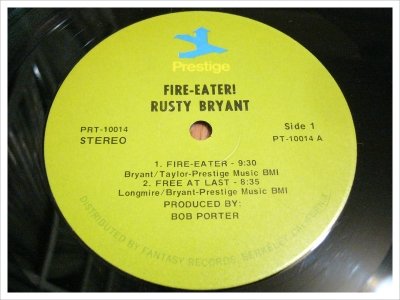 Prestige
FIRE-EATER!
RUSTY BRYANT
PRT-10014
STEREO
Side 1
PT-10014 A
1. FIRE-EATER - 9:30
Bryant/Taylor-Prestige Music BMI
2. FREE AT LAST - 8:35
Longmire/Bryant-Prestige Music BMI
PRODUCED BY:
BOB PORTER
DISTRIBUTED BY FANTASY RECORDS, BERKELEY,